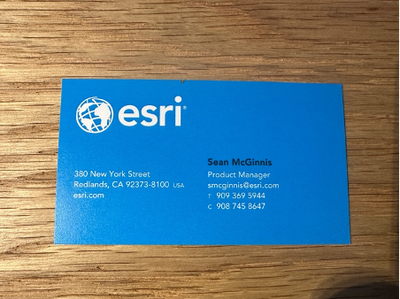 esri
380 New York Street
Redlands, CA 92373-8100 USA
esri.com
Sean McGinnis
Product Manager
smcginnis@esri.com
T 909 369 5944
C 908 745 8647